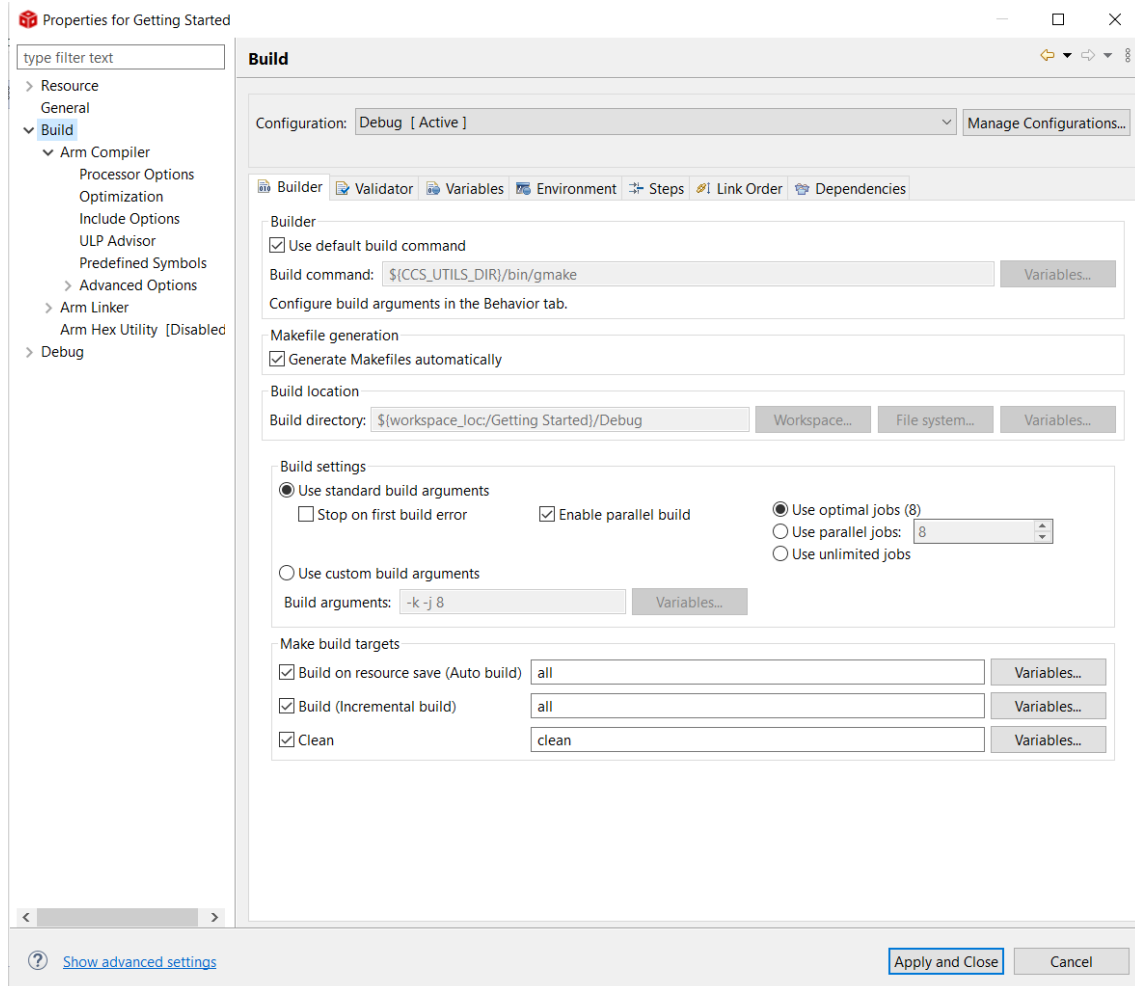 Properties for Getting Started
type filter text
Resource
General
Build
Arm Compiler
Processor Options
Optimization
Include Options
ULP Advisor
Predefined Symbols
Advanced Options
Arm Linker
Arm Hex Utility [Disabled
Debug
Build
Configuration: Debug [ Active ] Manage Configurations...
Builder Validator Variables Environment Steps Link Order Dependencies
Builder
Use default build command
Build command: ${CCS_UTILS_DIR}/bin/gmake Variables...
Configure build arguments in the Behavior tab.
Makefile generation
Generate Makefiles automatically
Build location
Build directory: ${workspace_loc:/Getting Started}/Debug Workspace... File system... Variables...
Build settings
Use standard build arguments
Stop on first build error Enable parallel build Use optimal jobs (8)
Use parallel jobs: 8
Use unlimited jobs
Use custom build arguments
Build arguments: -k -j 8 Variables...
Make build targets
Build on resource save (Auto build) all Variables...
Build (Incremental build) all Variables...
Clean clean Variables...
? Show advanced settings Apply and Close Cancel